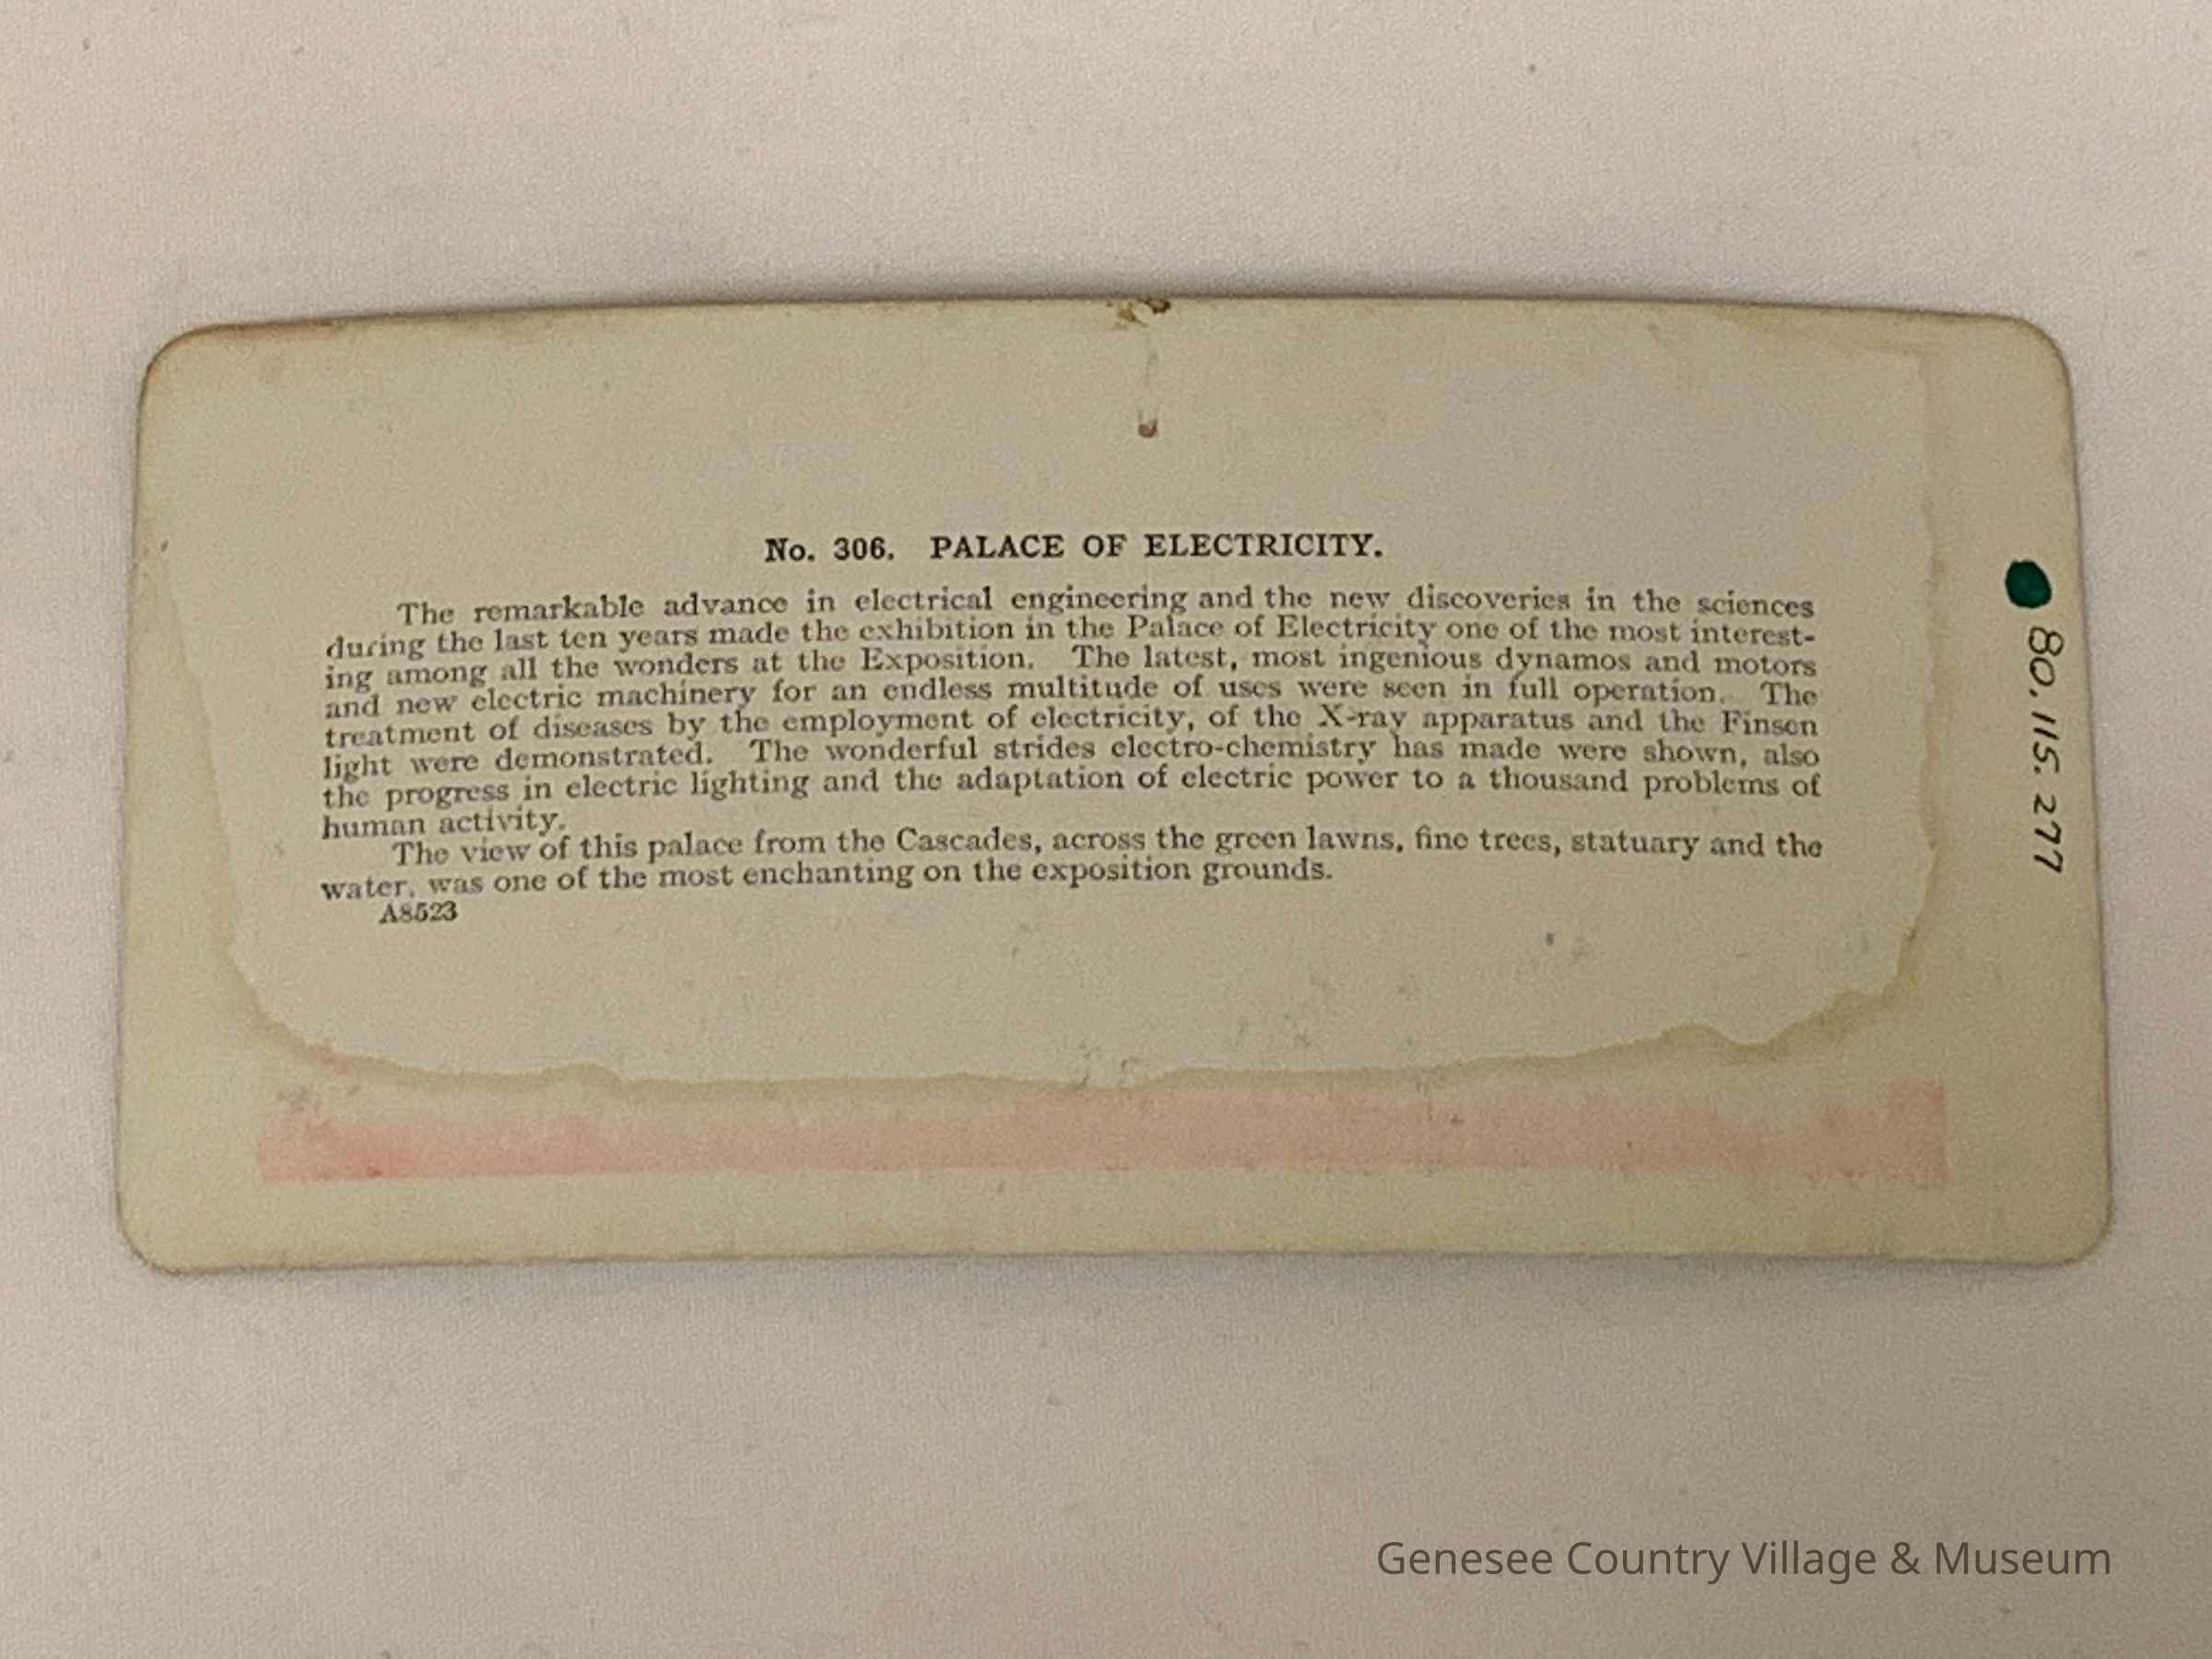 No. 306. PALACE OF ELECTRICITY.
The remarkable advance in electrical engineering and the new discoveries in the sciences
during the last ten years made the exhibition in the Palace of Electricity one of the most interest-
ing among all the wonders at the Exposition. The latest, most ingenious dynamos and motors
and new electric machinery for an endless multitude of uses were seen in full operation. The
treatment of diseases by the employment of electricity, of the X-ray apparatus and the Finsen
light were demonstrated. The wonderful strides electro-chemistry has made were shown, also
the progress in electric lighting and the adaptation of electric power to a thousand problems of
human activity.
The view of this palace from the Cascades, across the green lawns, fine trees, statuary and the
water, was one of the most enchanting on the exposition grounds.
A8523
80.115.277
Genesee Country Village & Museum